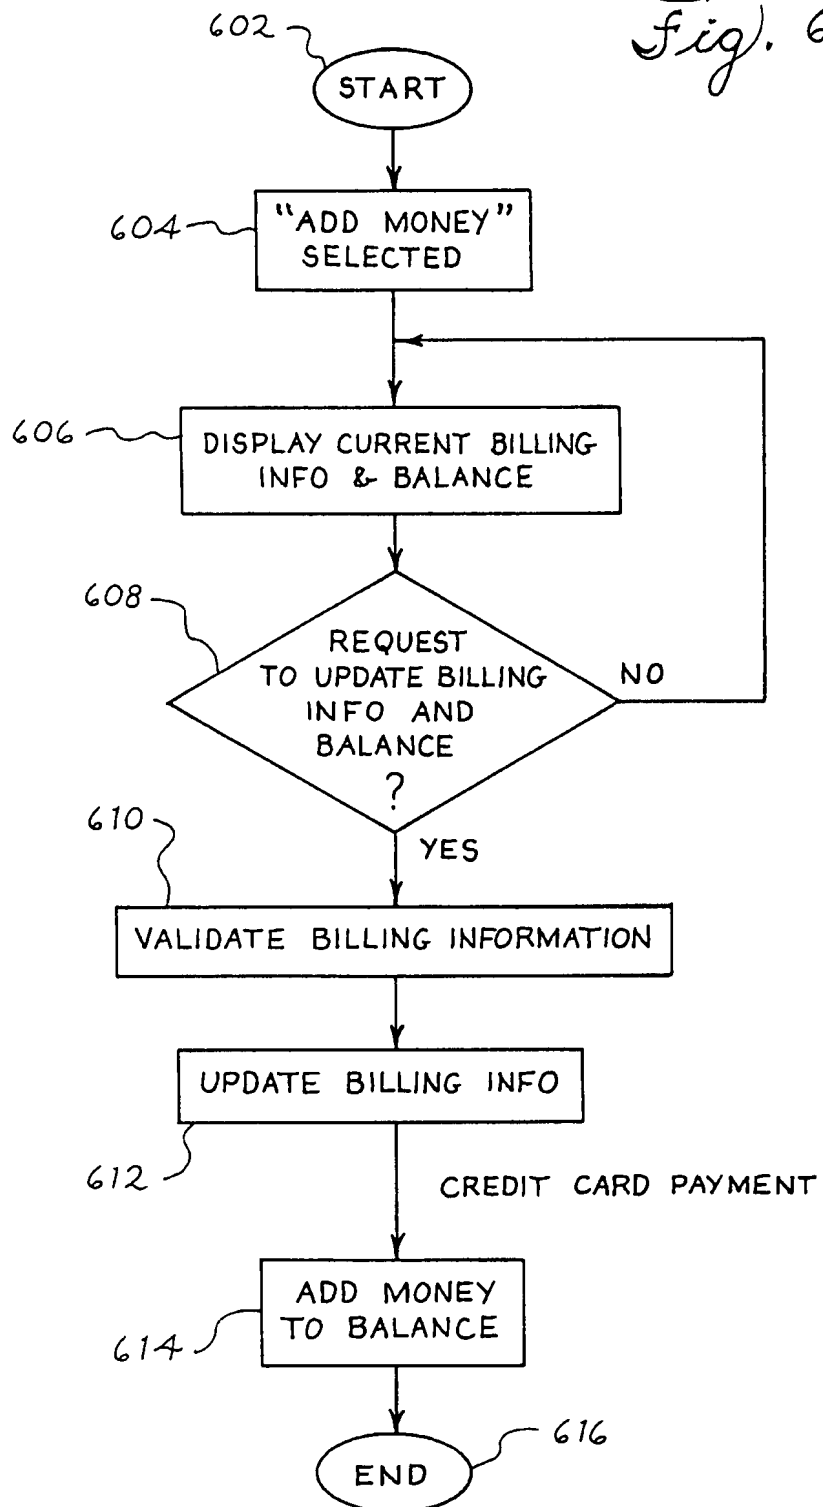 Fig. 6
602
START
604
"ADD MONEY"
SELECTED
606
DISPLAY CURRENT BILLING
INFO & BALANCE
608
REQUEST
TO UPDATE BILLING
INFO AND
BALANCE
?
NO
610
YES
VALIDATE BILLING INFORMATION
UPDATE BILLING INFO
612
CREDIT CARD PAYMENT
ADD MONEY
TO BALANCE
614
616
END